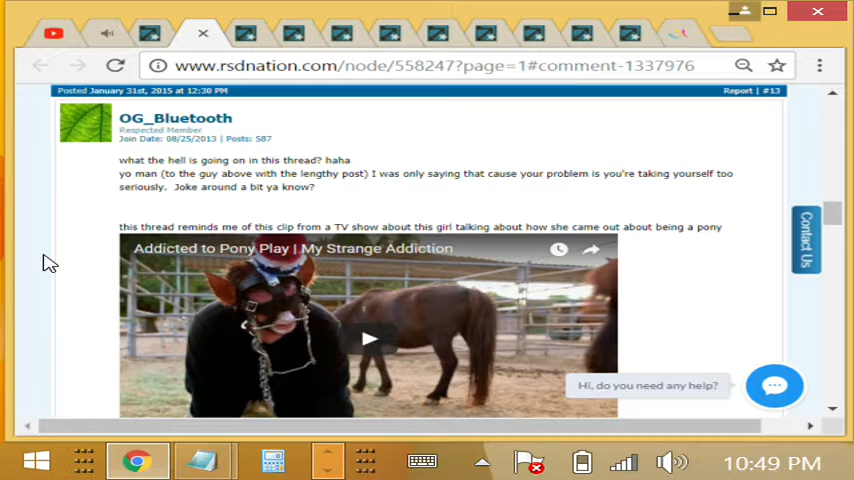 www.rsdnation.com/node/558247?page=1#comment-1337976
Posted January 31st, 2015 at 12:30 PM
Report | #13
OG_Bluetooth
Respected Member
Join Date: 08/25/2013 | Posts: 587
what the hell is going on in this thread? haha
yo man (to the guy above with the lengthy post) I was only saying that cause your problem is you're taking yourself too
seriously. Joke around a bit ya know?
this thread reminds me of this clip from a TV show about this girl talking about how she came out about being a pony
Addicted to Pony Play | My Strange Addiction
Contact Us
Hi, do you need any help?
10:49 PM